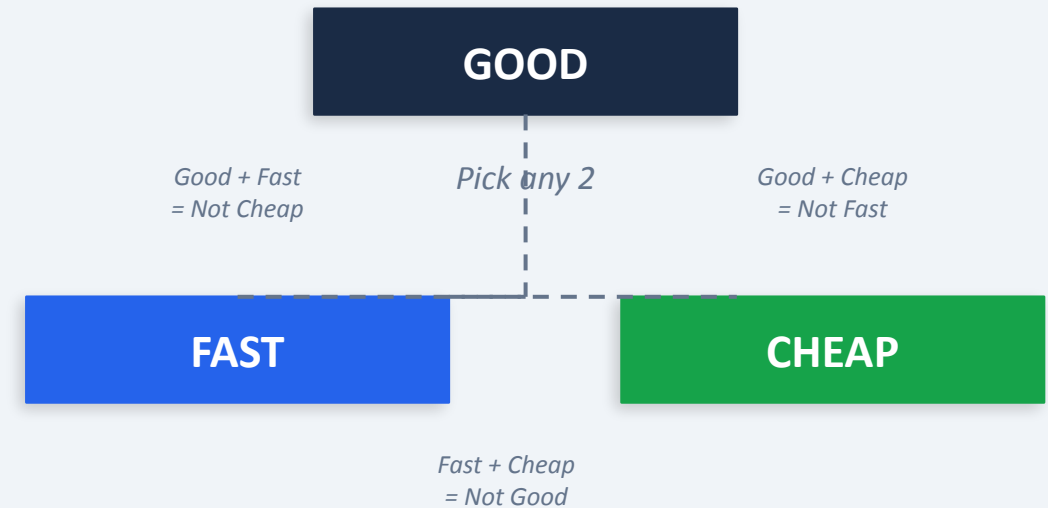 GOOD
Good + Fast
= Not Cheap
Pick any 2
Good + Cheap
= Not Fast
FAST
CHEAP
Fast + Cheap
= Not Good